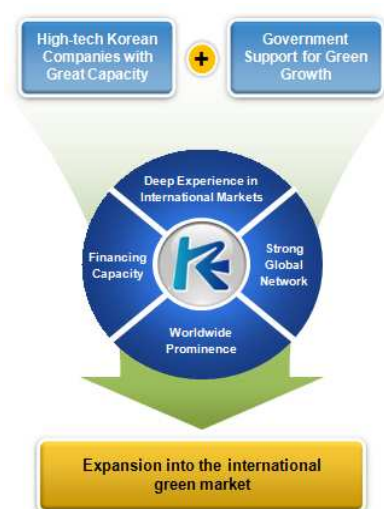 High-tech Korean
Companies with
Great Capacity
+
Government
Support for Green
Growth
Deep Experience in
International Markets
Financing
Capacity
Strong
Global
Network
Worldwide
Prominence
Expansion into the international
green market